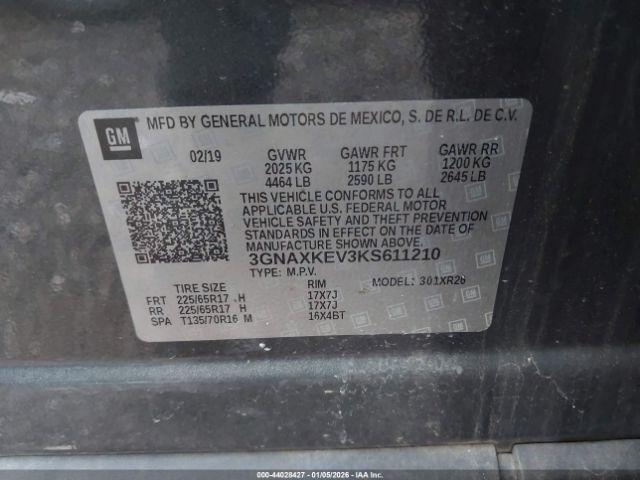 GM
MFD BY GENERAL MOTORS DE MEXICO, S. DE R.L. DE C.V.
02/19 GVWR GAWR FRT GAWR RR
2025 KG 1175 KG 1200 KG
4464 LB 2590 LB 2645 LB
THIS VEHICLE CONFORMS TO ALL
APPLICABLE U.S. FEDERAL MOTOR
VEHICLE SAFETY AND THEFT PREVENTION
STANDARDS IN EFFECT ON THE DATE OF
MANUFACTURE SHOWN ABOVE.
3GNAXKEV3KS611210
TYPE: M.P.V. MODEL: 301XR26
TIRE SIZE RIM
FRT 225/65R17 H 17X7J
RR 225/65R17 H 17X7J
SPA T135/70R16 M 16X4BT
000-44028427 - 01/05/2026 - IAAI.COM